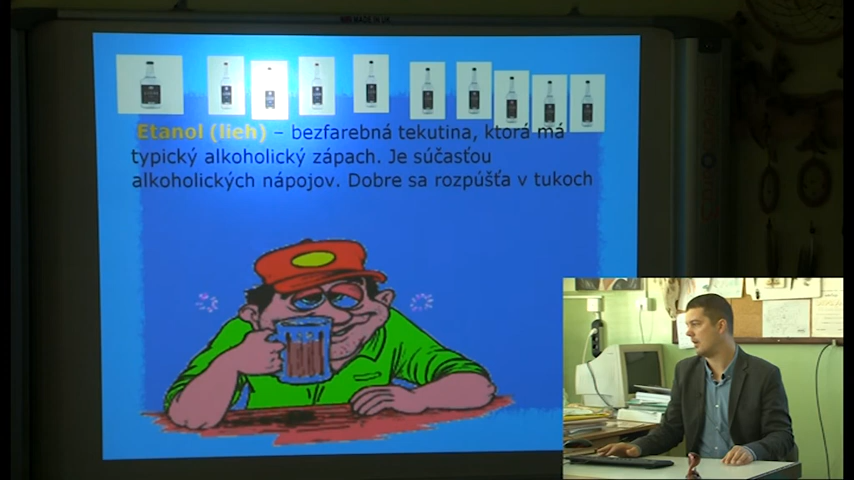 Etanol (lieh) – bezfarebná tekutina, ktorá má
typický alkoholický zápach. Je súčasťou
alkoholických nápojov. Dobre sa rozpúšťa v tukoch